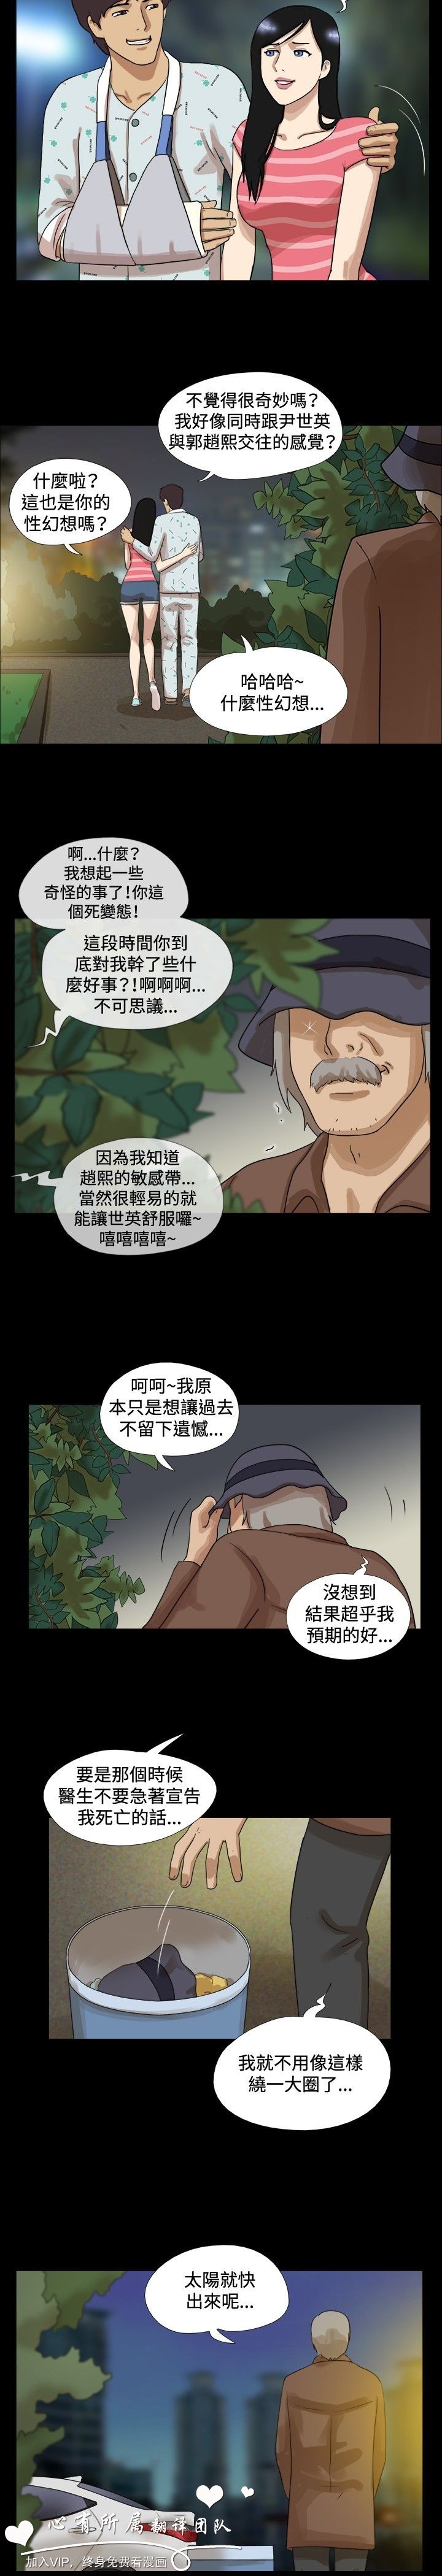 不覺得很奇妙嗎?
我好像同時跟尹世英
與郭趙熙交往的感覺?
什麼啦?
這也是你的
性幻想嗎?
哈哈哈~
什麼性幻想...
啊...什麼?
我想起一些
奇怪的事了!你這
個死變態!
這段時間你到
底對我幹了些什
麼好事?!啊啊啊...
不可思議...
因為我知道
趙熙的敏感帶...
當然很輕易的就
能讓世英舒服囉~
嘻嘻嘻嘻~
呵呵~我原
本只是想讓過去
不留下遺憾...
沒想到
結果超乎我
預期的好...
要是那個時候
醫生不要急著宣告
我死亡的話...
我就不用像這樣
繞一大圈了...
太陽就快
出來呢...
心有所属翻译团队
加入VIP，终身免费看漫画